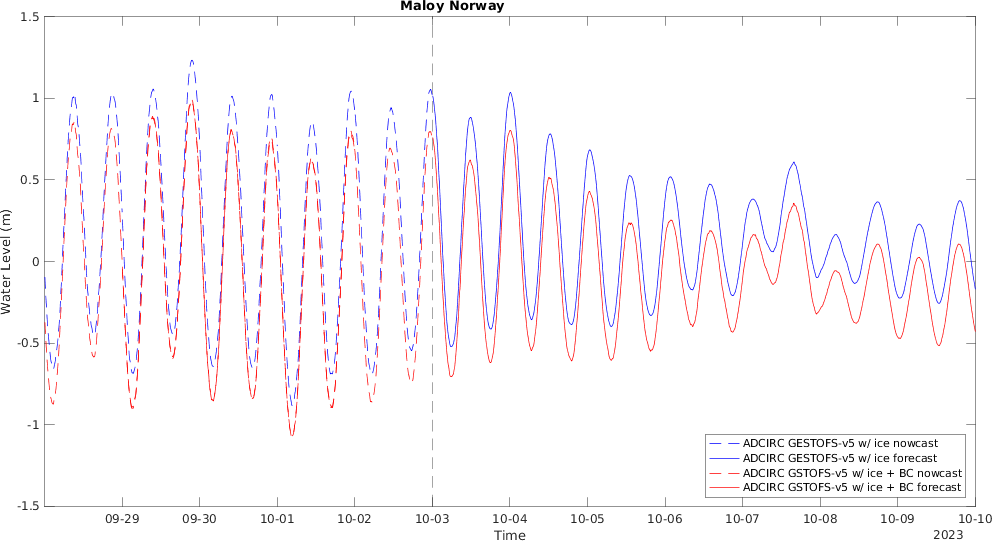 Maloy Norway
1.5
1
0.5
0
-0.5
-1
-1.5
Water Level (m)
ADCIRC GESTOFS-v5 w/ ice nowcast
ADCIRC GESTOFS-v5 w/ ice forecast
ADCIRC GSTOFS-v5 w/ ice + BC nowcast
ADCIRC GSTOFS-v5 w/ ice + BC forecast
09-29 09-30 10-01 10-02 10-03 10-04 10-05 10-06 10-07 10-08 10-09 10-10
Time
2023